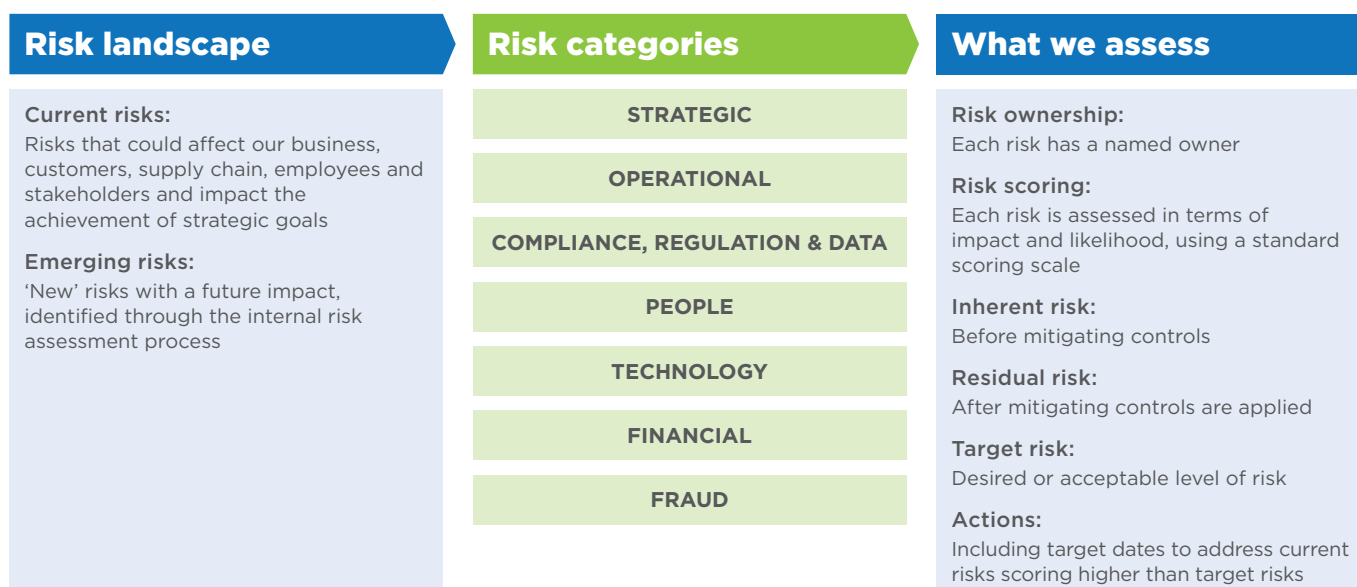 Risk landscape
Current risks:
Risks that could affect our business,
customers, supply chain, employees and
stakeholders and impact the
achievement of strategic goals
Emerging risks:
‘New’ risks with a future impact,
identified through the internal risk
assessment process
Risk categories
STRATEGIC
OPERATIONAL
COMPLIANCE, REGULATION & DATA
PEOPLE
TECHNOLOGY
FINANCIAL
FRAUD
What we assess
Risk ownership:
Each risk has a named owner
Risk scoring:
Each risk is assessed in terms of
impact and likelihood, using a standard
scoring scale
Inherent risk:
Before mitigating controls
Residual risk:
After mitigating controls are applied
Target risk:
Desired or acceptable level of risk
Actions:
Including target dates to address current
risks scoring higher than target risks